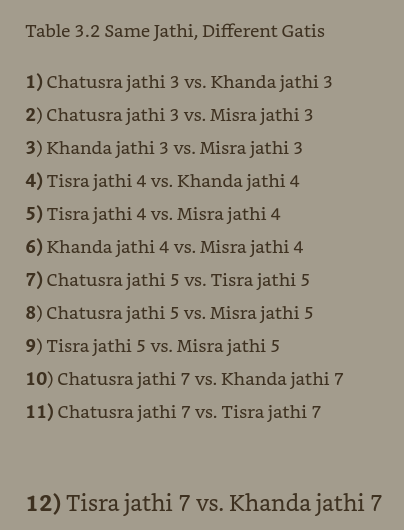 Table 3.2 Same Jathi, Different Gatis
1) Chatusra jathi 3 vs. Khanda jathi 3
2) Chatusra jathi 3 vs. Misra jathi 3
3) Khanda jathi 3 vs. Misra jathi 3
4) Tisra jathi 4 vs. Khanda jathi 4
5) Tisra jathi 4 vs. Misra jathi 4
6) Khanda jathi 4 vs. Misra jathi 4
7) Chatusra jathi 5 vs. Tisra jathi 5
8) Chatusra jathi 5 vs. Misra jathi 5
9) Tisra jathi 5 vs. Misra jathi 5
10) Chatusra jathi 7 vs. Khanda jathi 7
11) Chatusra jathi 7 vs. Tisra jathi 7
12) Tisra jathi 7 vs. Khanda jathi 7